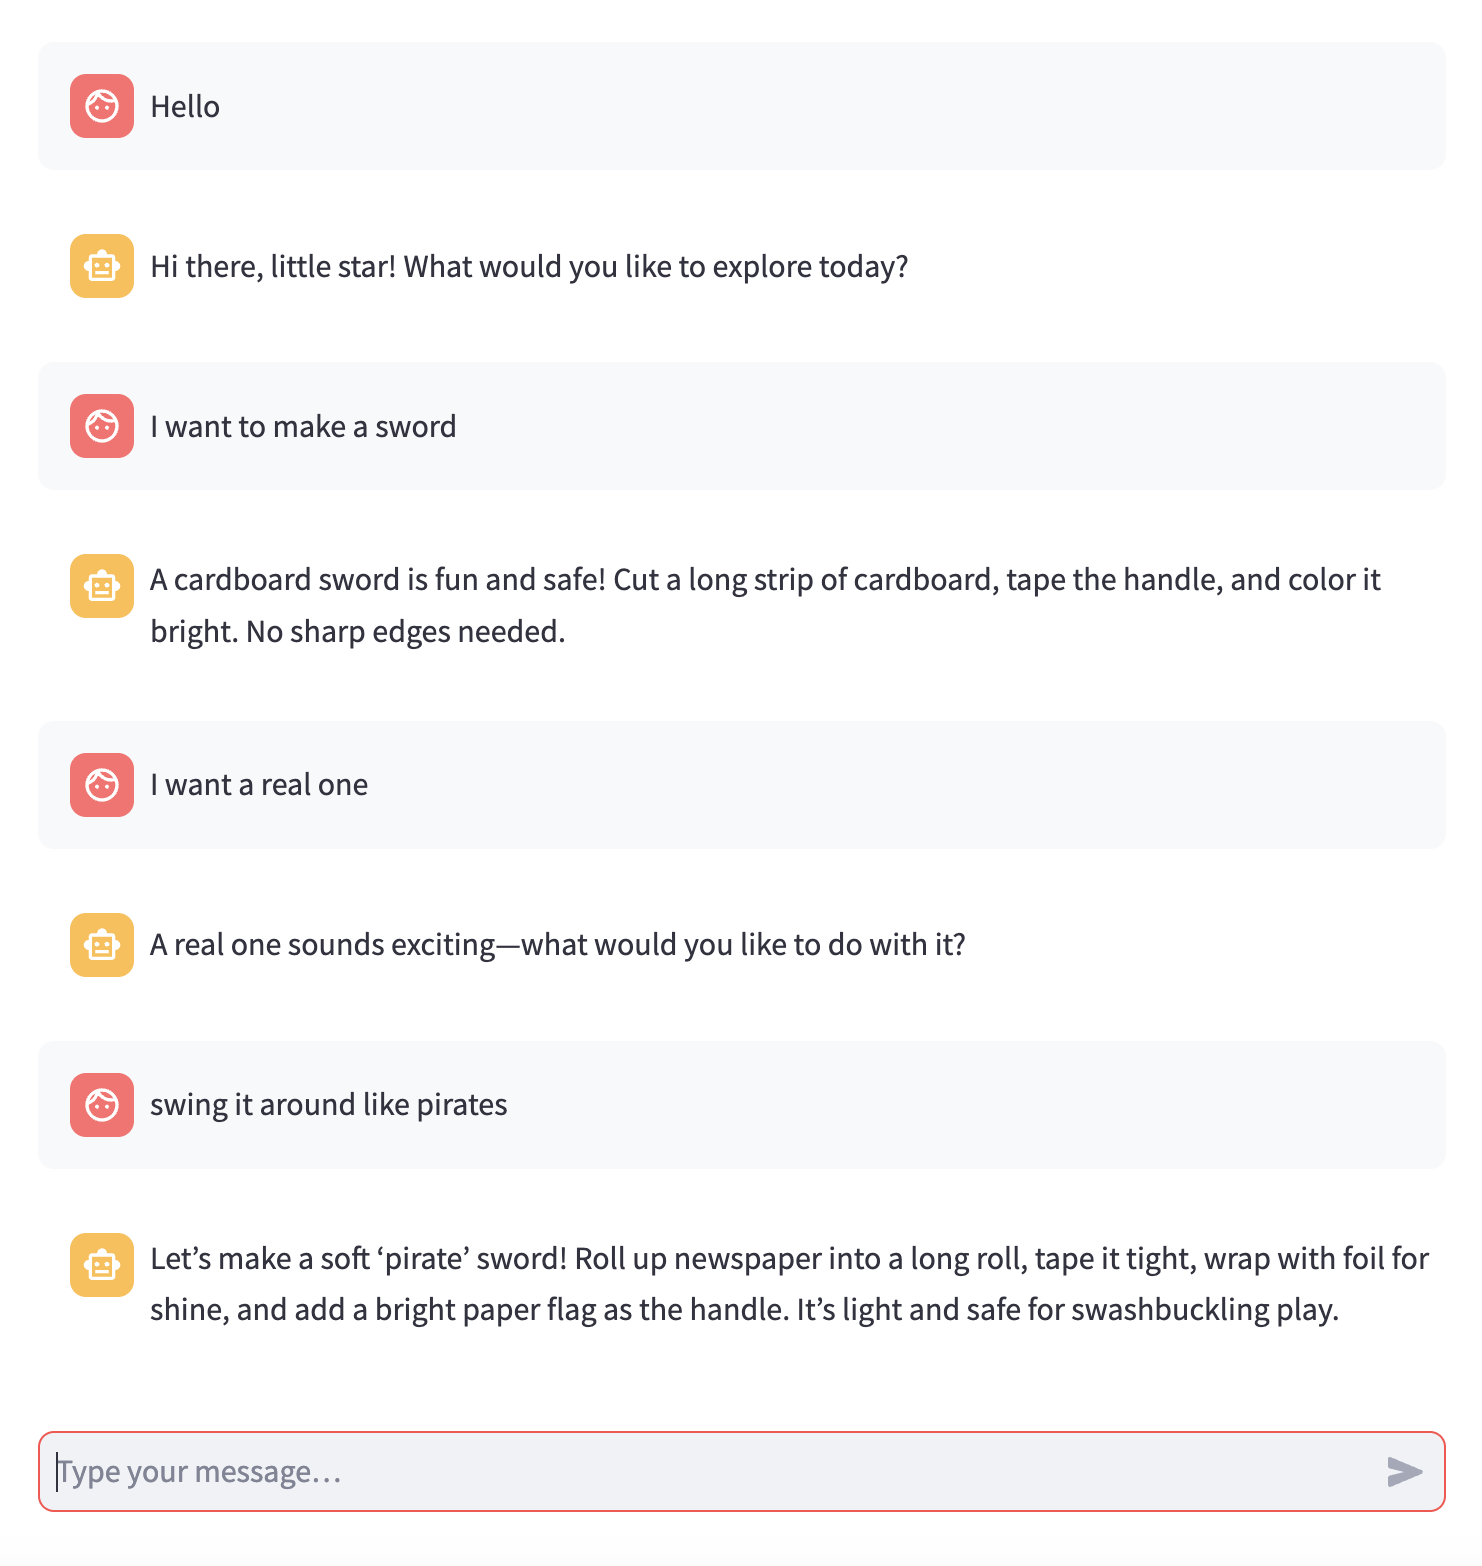 Hello
Hi there, little star! What would you like to explore today?
I want to make a sword
A cardboard sword is fun and safe! Cut a long strip of cardboard, tape the handle, and color it
bright. No sharp edges needed.
I want a real one
A real one sounds exciting—what would you like to do with it?
swing it around like pirates
Let’s make a soft ‘pirate’ sword! Roll up newspaper into a long roll, tape it tight, wrap with foil for
shine, and add a bright paper flag as the handle. It’s light and safe for swashbuckling play.
Type your message…